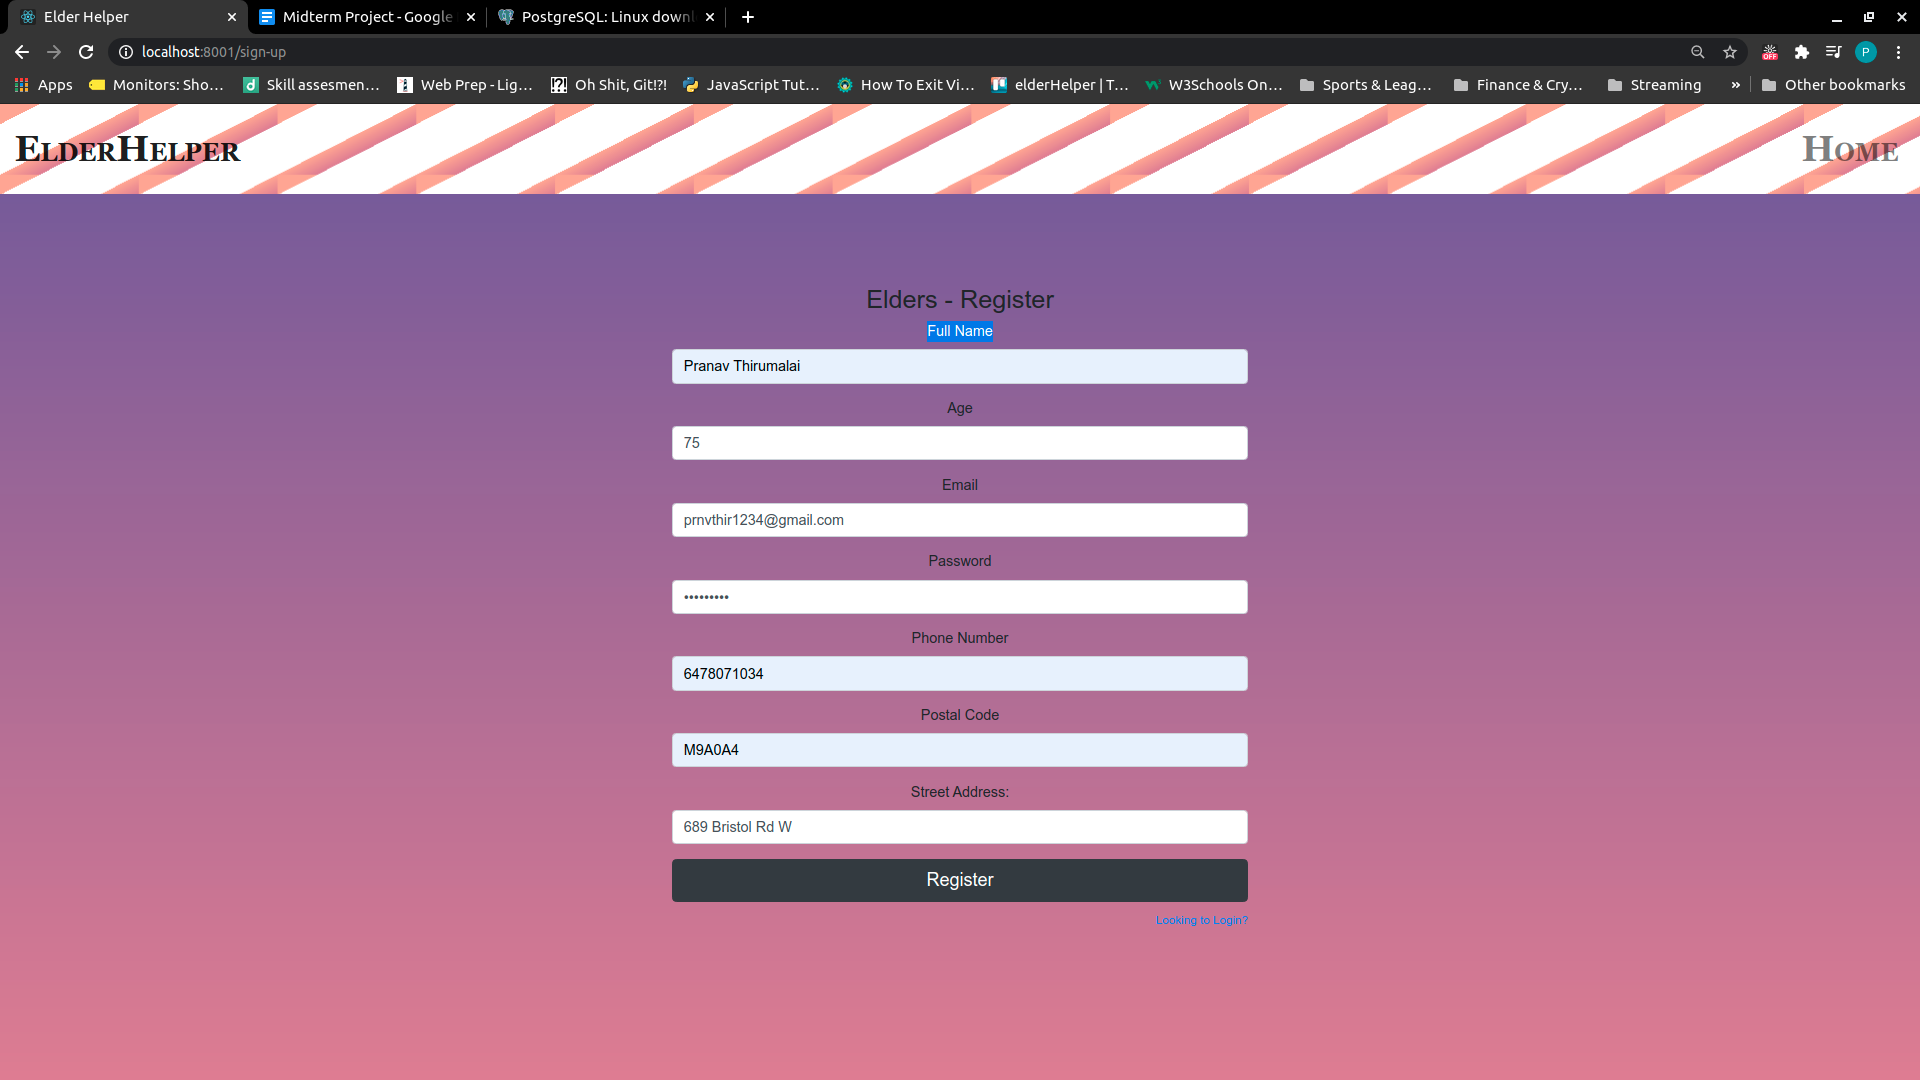 Elder Helper
Midterm Project - Google
PostgreSQL: Linux downl
localhost:8001/sign-up
OFF
P
Apps
Monitors: Sho...
Skill assesmen...
Web Prep - Lig...
Oh Shit, Git!?!
JavaScript Tut...
How To Exit Vi...
elderHelper | T...
W3Schools On...
Sports & Leag...
Finance & Cry...
Streaming
»
Other bookmarks
ElderHelper
Home
Elders - Register
Full Name
Pranav Thirumalai
Age
75
Email
prnvthir1234@gmail.com
Password
•••••••••
Phone Number
6478071034
Postal Code
M9A0A4
Street Address:
689 Bristol Rd W
Register
Looking to Login?